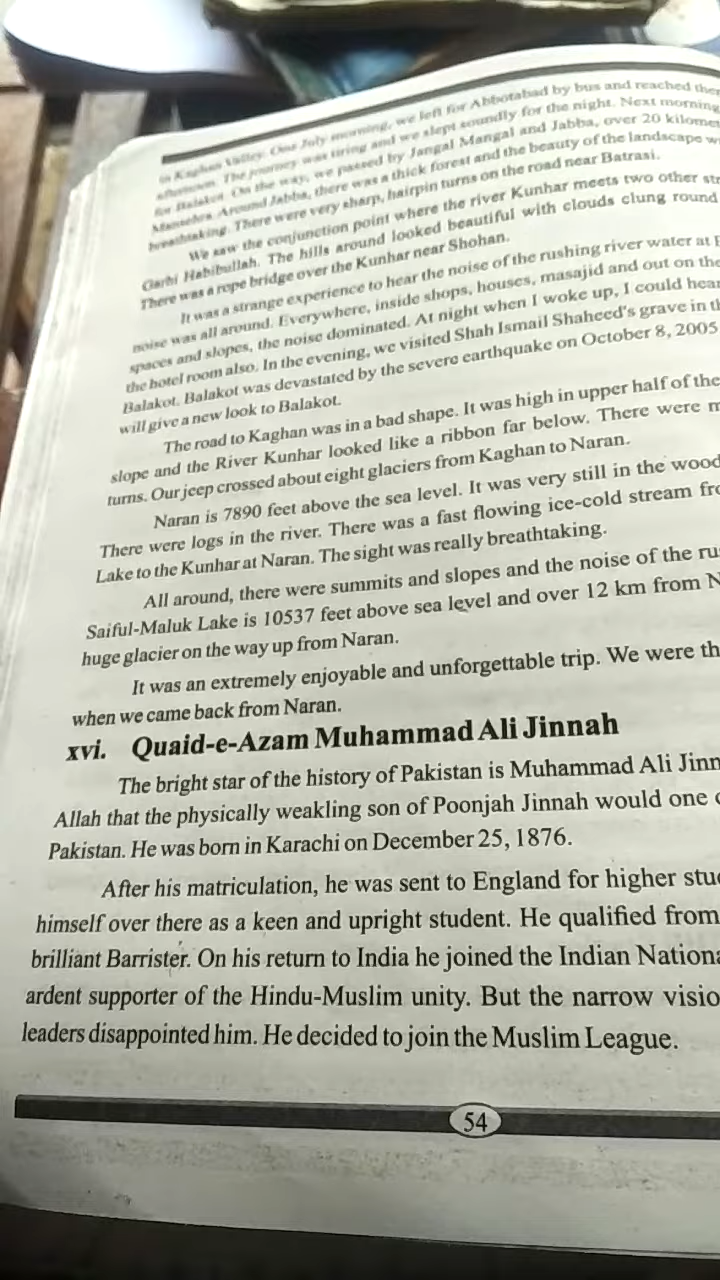 in Kaghan Valley. One July morning, we left for Abbotabad by bus and reached
afternoon. The journey was tiring and we slept soundly for the night. Next morning
for Balakot. On the way, we passed by Jangal Mangal and Jabba, over 20
Mansehra. Around Jabba, there was a thick forest and the beauty of the landscape
breathtaking. There were very sharp, hairpin turns on the road near Batrasi.
We saw the conjunction point where the river Kunhar meets two other
Garhi Habibullah. The hills around looked beautiful with clouds clung round
There was a rope bridge over the Kunhar near Shohan.
It was a strange experience to hear the noise of the rushing river water at
noise was all around. Everywhere, inside shops, houses, masajid and out on the
spaces and slopes, the noise dominated. At night when I woke up, I could hear
the hotel room also. In the evening, we visited Shah Ismail Shaheed's grave in
Balakot. Balakot was devastated by the severe earthquake on October 8, 2005
will give a new look to Balakot.
The road to Kaghan was in a bad shape. It was high in upper half of the
slope and the River Kunhar looked like a ribbon far below. There were
turns. Our jeep crossed about eight glaciers from Kaghan to Naran.
Naran is 7890 feet above the sea level. It was very still in the wood
There were logs in the river. There was a fast flowing ice-cold stream
Lake to the Kunhar at Naran. The sight was really breathtaking.
All around, there were summits and slopes and the noise of the
Saiful-Maluk Lake is 10537 feet above sea level and over 12 km from
huge glacier on the way up from Naran.
It was an extremely enjoyable and unforgettable trip. We were
when we came back from Naran.
xvi. Quaid-e-Azam Muhammad Ali Jinnah
The bright star of the history of Pakistan is Muhammad Ali
Allah that the physically weakling son of Poonjah Jinnah would one
Pakistan. He was born in Karachi on December 25, 1876.
After his matriculation, he was sent to England for higher
himself over there as a keen and upright student. He qualified from
brilliant Barrister. On his return to India he joined the Indian
ardent supporter of the Hindu-Muslim unity. But the narrow
leaders disappointed him. He decided to join the Muslim League.
54